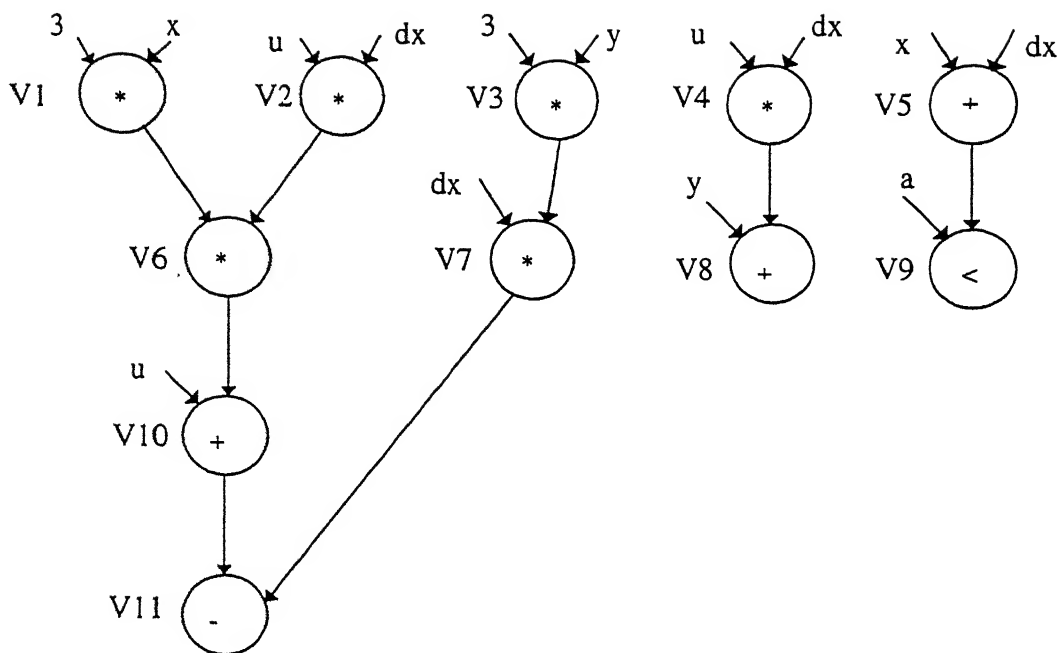 3 x u dx 3 y u dx x dx
V1 * V2 * V3 * V4 * V5 +
dx y a
V6 * V7 * V8 + V9 <
u
V10 +
V11 -